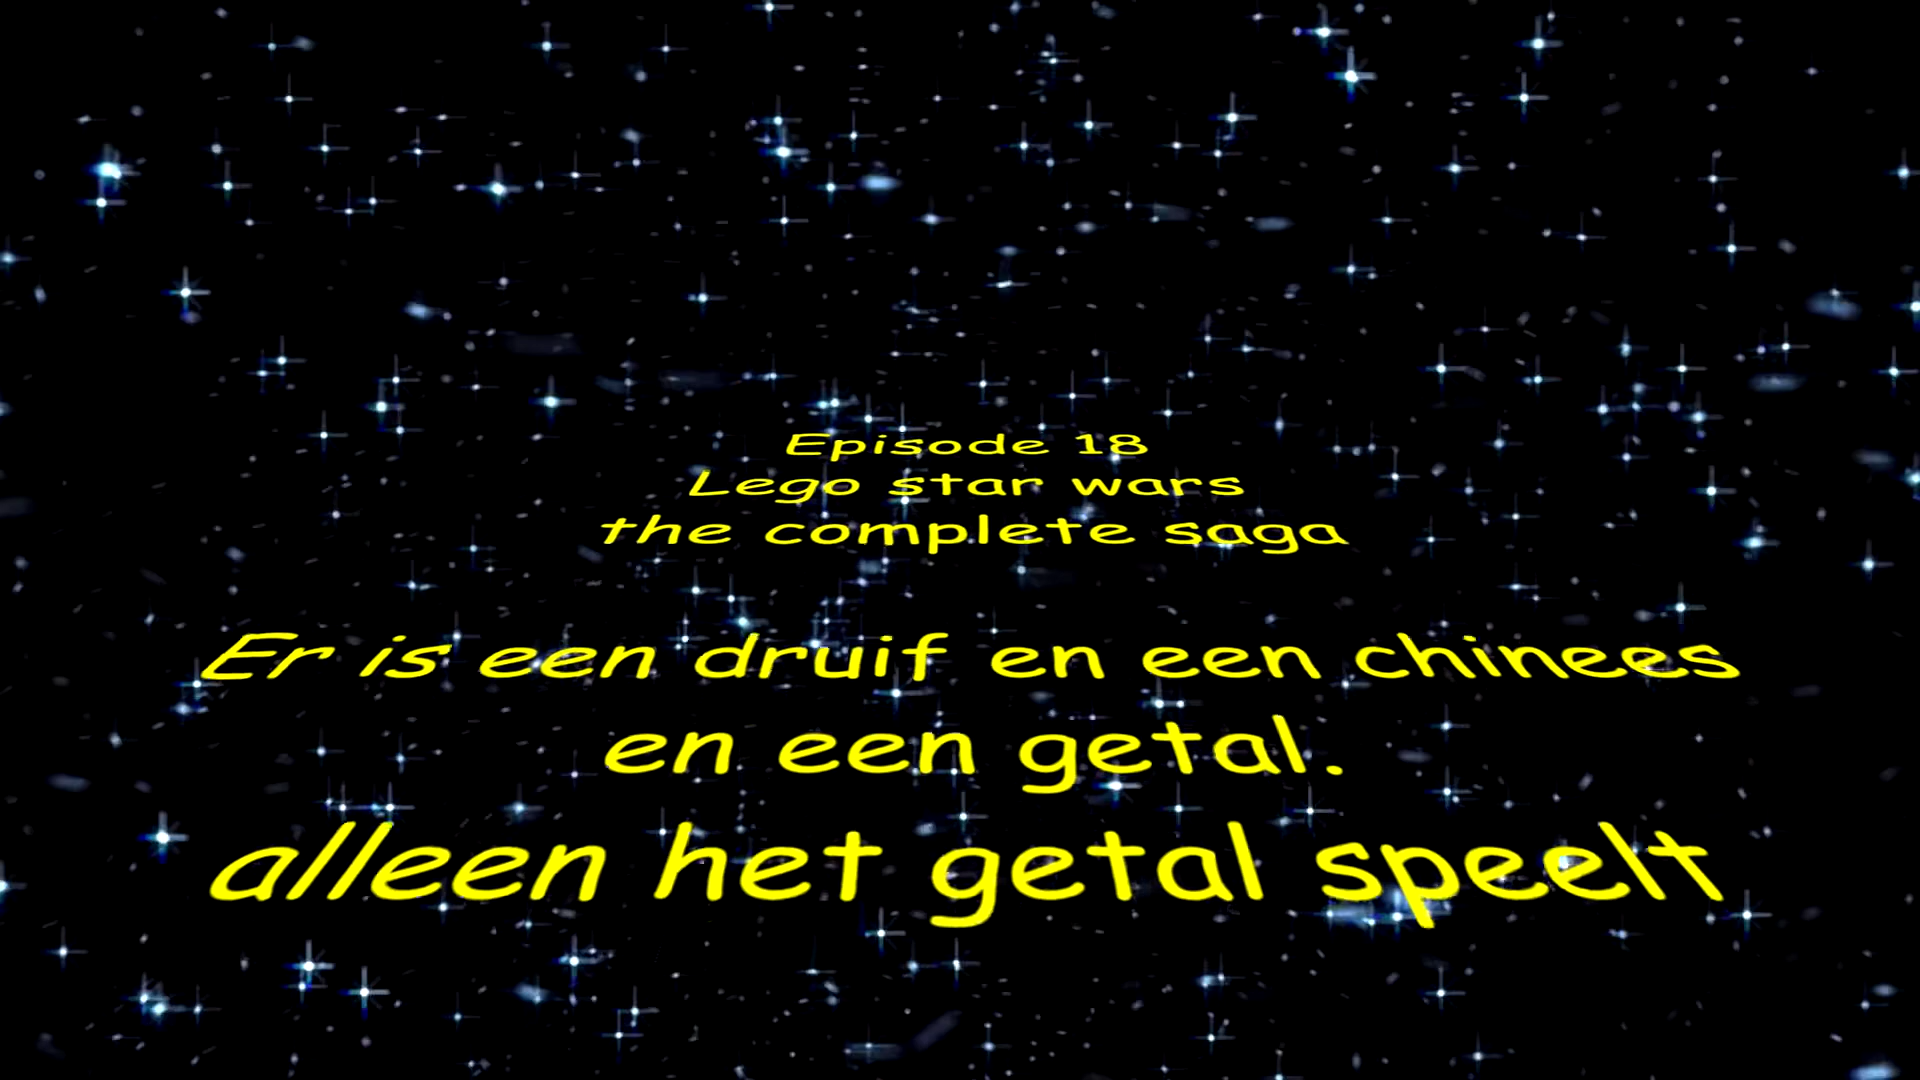 Episode 18
Lego star wars
the complete saga
Er is een druif en een chinees
en een getal.
alleen het getal speelt